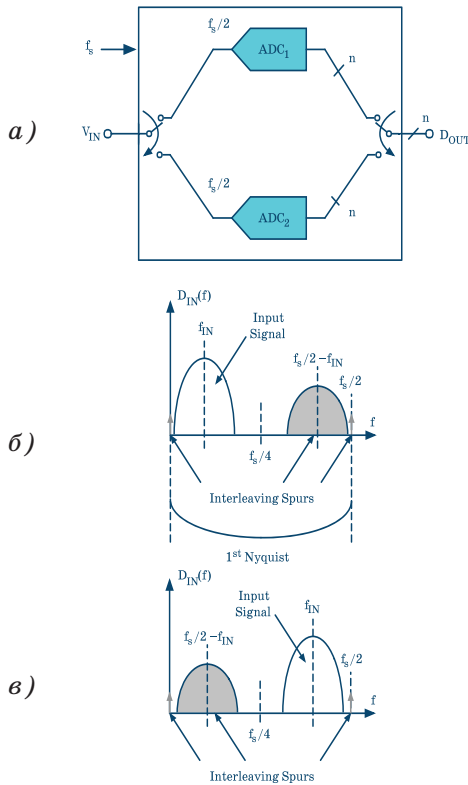 а)
f_s/2
ADC_1
n
f_s
V_IN
n
D_OUT
f_s/2
ADC_2
n
б)
D_IN(f)
f_IN
Input
Signal
f_s/2–f_IN
f_s/2
f
f_s/4
Interleaving Spurs
1^st Nyquist
в)
D_IN(f)
Input
Signal
f_IN
f_s/2–f_IN
f_s/2
f
f_s/4
Interleaving Spurs